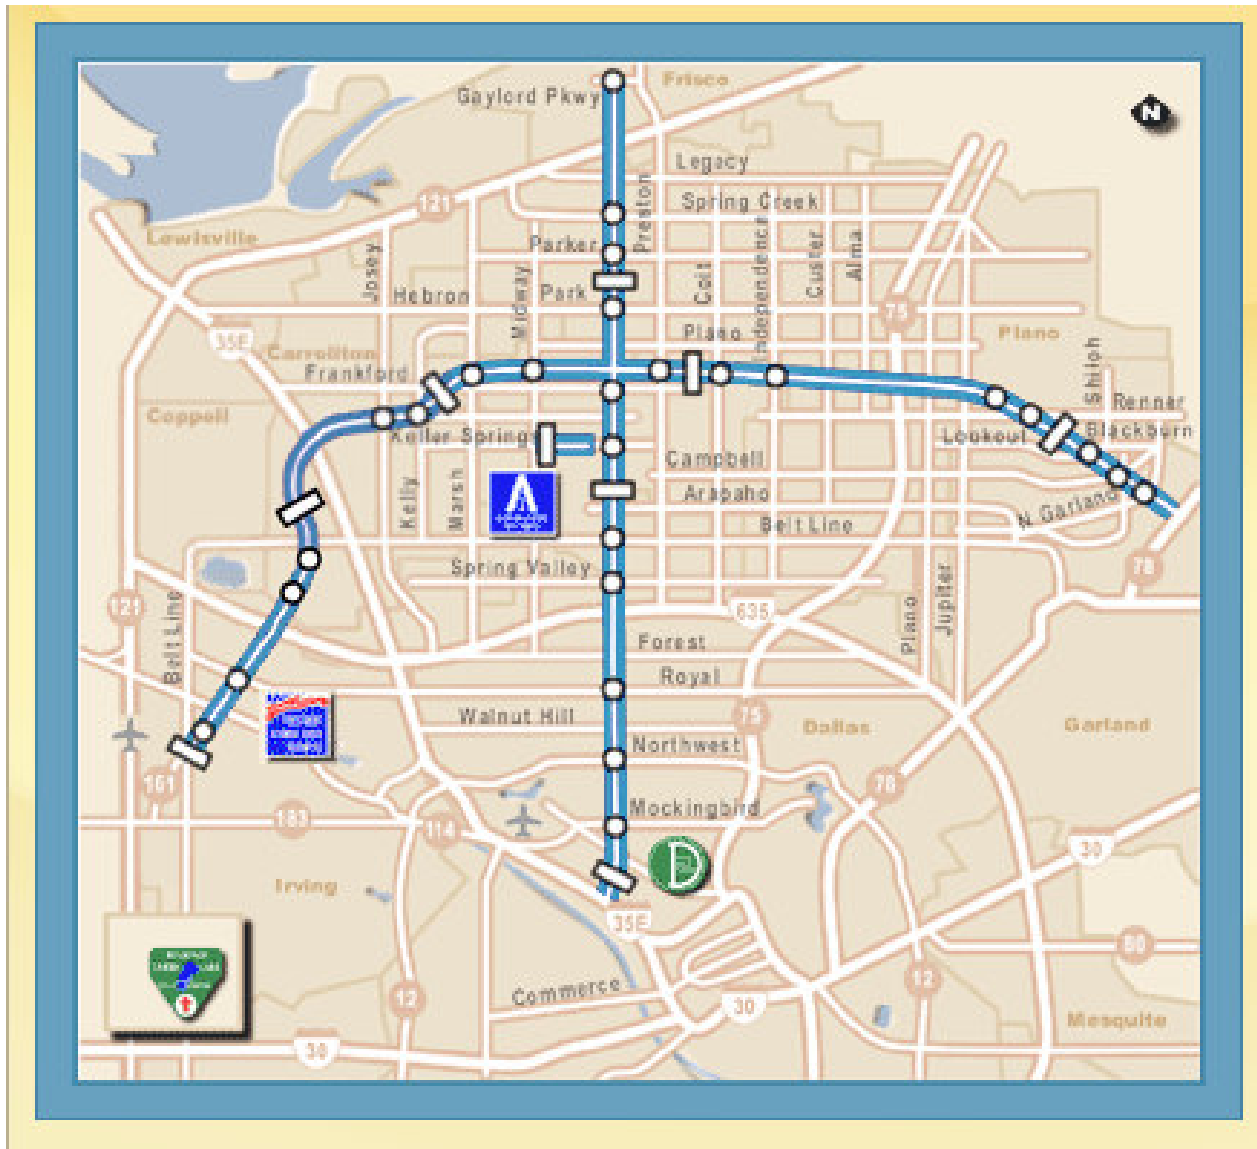 Frisco
Gaylord Pkwy
N
Legacy
Preston
Spring Creek
121
Lewisville
Parker
Josey
Midway
Coit
Independence
Custer
Alma
Hebron
Park
75
35E
Plano
Plano
Carrollton
Frankford
Shiloh
Renner
Coppell
Keller Springs
Lookout
Blackburn
Campbell
Kelly
Marsh
Arapaho
N Garland
Belt Line
Spring Valley
78
121
Belt Line
635
Plano
Jupiter
Forest
Royal
Walnut Hill
75
Dallas
Garland
Northwest
161
78
183
114
Mockingbird
D
30
Irving
35E
80
12
Commerce
12
30
Mesquite
30